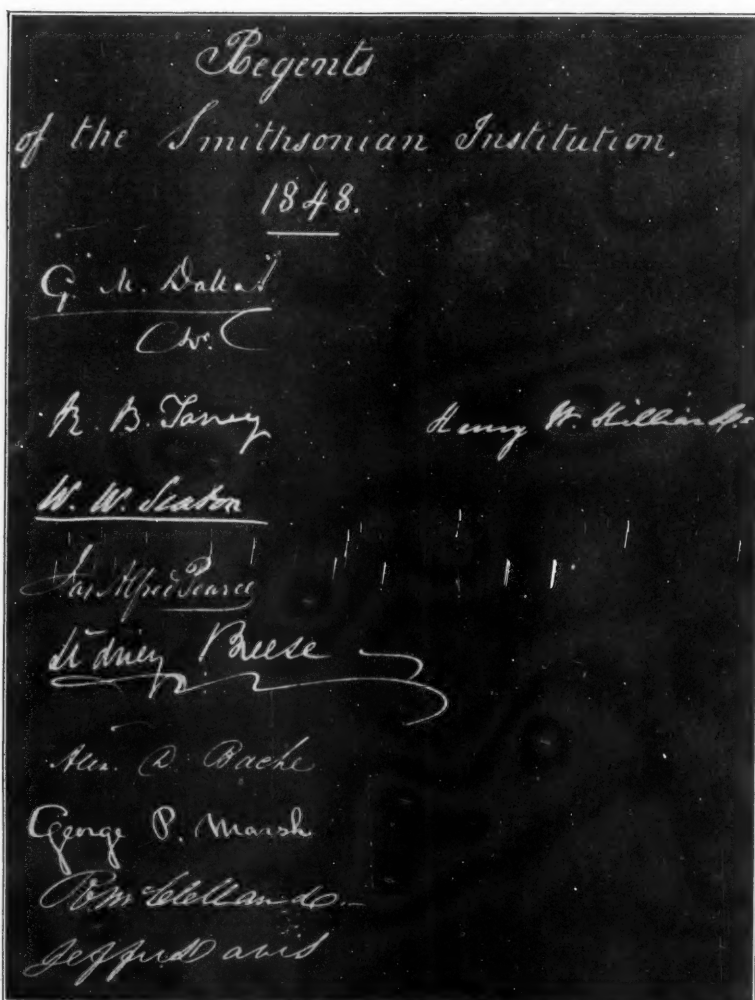 Regents
of the Smithsonian Institution,
1848.
G. M. Dallas
R. B. Taney
Henry W. Hilliard
W. W. Seaton
Jas Alfred Pearce
Sidney Breese
Alex. D. Bache
George P. Marsh
R McClelland
Jeffn Davis